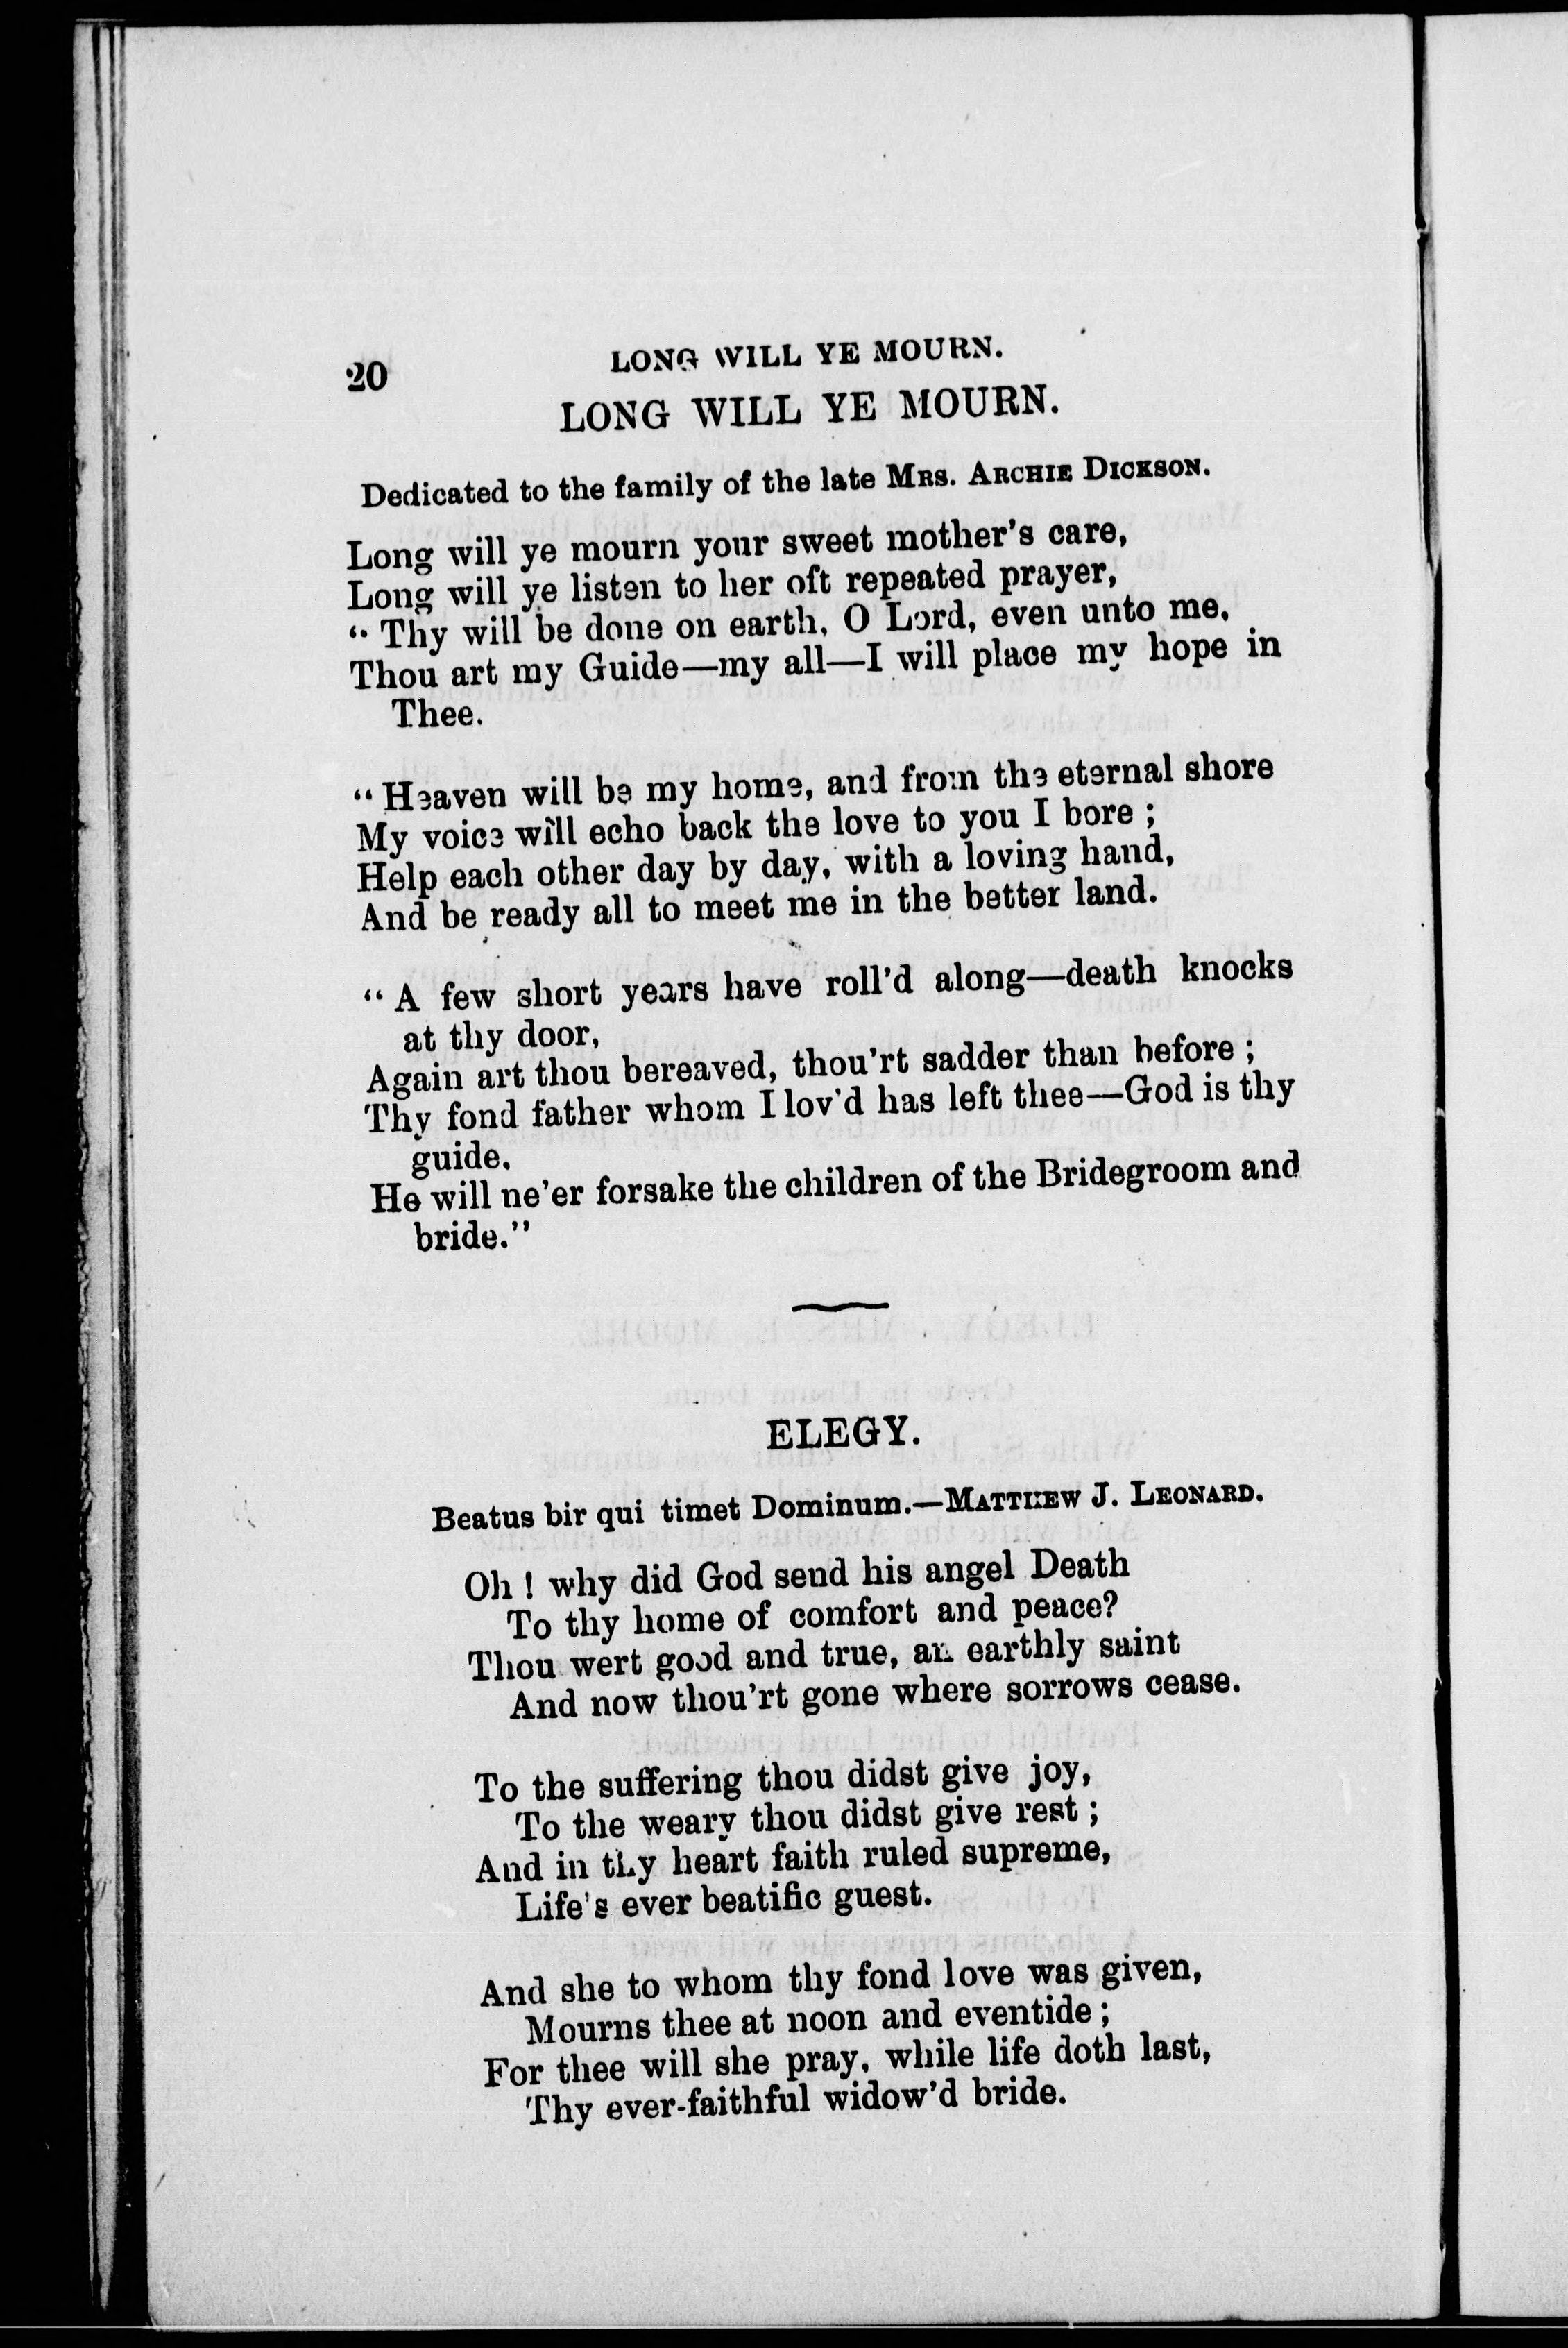 20 LONG WILL YE MOURN.
LONG WILL YE MOURN.
Dedicated to the family of the late MRS. ARCHIE DICKSON.
Long will ye mourn your sweet mother's care,
Long will ye listen to her oft repeated prayer,
“ Thy will be done on earth, O Lord, even unto me,
Thou art my Guide—my all—I will place my hope in
Thee.
“ Heaven will be my home, and from the eternal shore
My voice will echo back the love to you I bore ;
Help each other day by day, with a loving hand,
And be ready all to meet me in the better land.
“ A few short years have roll'd along—death knocks
at thy door,
Again art thou bereaved, thou'rt sadder than before ;
Thy fond father whom I lov'd has left thee—God is thy
guide.
He will ne'er forsake the children of the Bridegroom and
bride.”
ELEGY.
Beatus bir qui timet Dominum.—MATTHEW J. LEONARD.
Oh ! why did God send his angel Death
To thy home of comfort and peace?
Thou wert good and true, an earthly saint
And now thou'rt gone where sorrows cease.
To the suffering thou didst give joy,
To the weary thou didst give rest ;
And in thy heart faith ruled supreme,
Life's ever beatific guest.
And she to whom thy fond love was given,
Mourns thee at noon and eventide ;
For thee will she pray, while life doth last,
Thy ever-faithful widow'd bride.